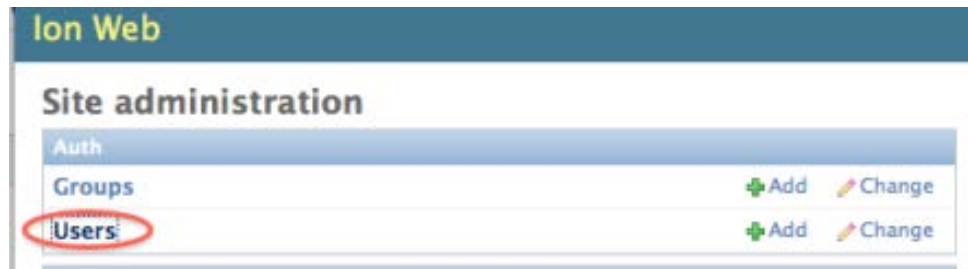 Ion Web
Site administration
Auth
Groups Add Change
Users Add Change